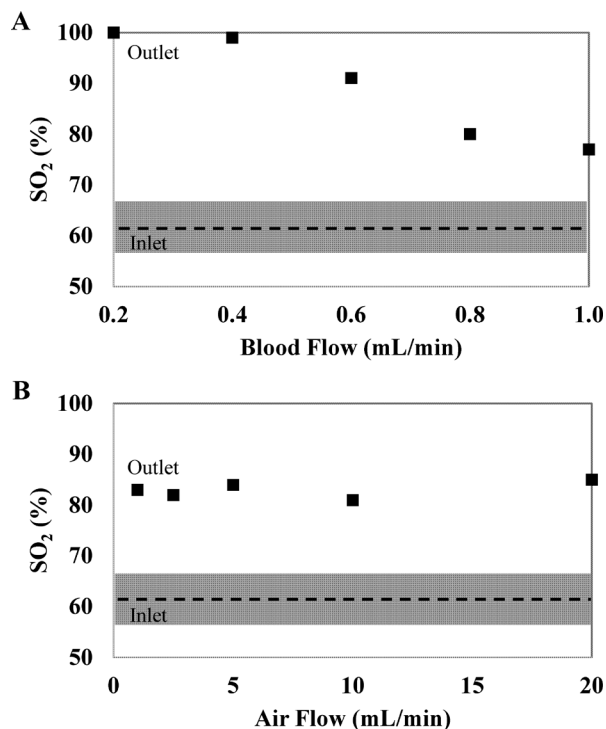 A
100
Outlet
90
80
70
60
Inlet
50
SO₂ (%)
0.2 0.4 0.6 0.8 1.0
Blood Flow (mL/min)
B
100
90
Outlet
80
70
60
Inlet
50
SO₂ (%)
0 5 10 15 20
Air Flow (mL/min)